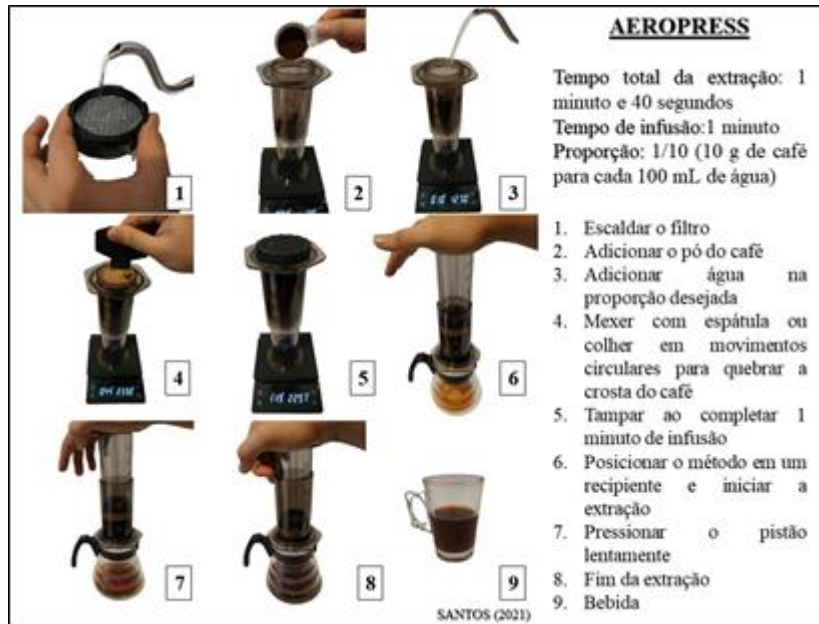 AEROPRESS
Tempo total da extração: 1
minuto e 40 segundos
Tempo de infusão:1 minuto
Proporção: 1/10 (10 g de café
para cada 100 mL de água)
1. Escaldar o filtro
2. Adicionar o pó do café
3. Adicionar água na
proporção desejada
4. Mexer com espátula ou
colher em movimentos
circulares para quebrar a
crosta do café
5. Tampar ao completar 1
minuto de infusão
6. Posicionar o método em um
recipiente e iniciar a
extração
7. Pressionar o pistão
lentamente
8. Fim da extração
9. Bebida
1
2
3
4
5
6
7
8
9
SANTOS (2021)